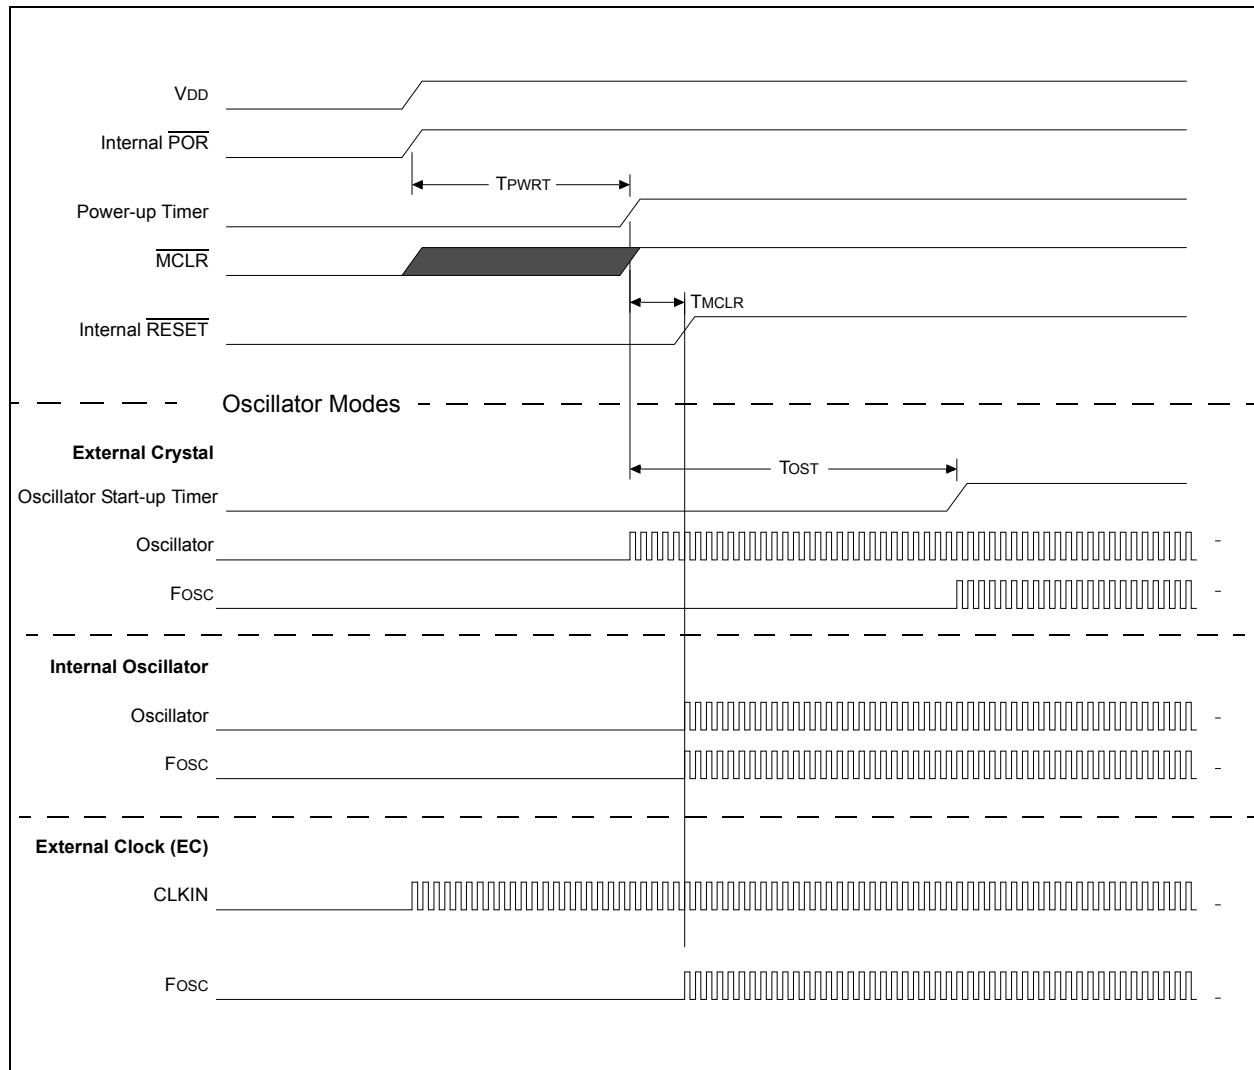 VDD
Internal POR
TPWRT
Power-up Timer
MCLR
TMCLR
Internal RESET
Oscillator Modes
External Crystal
TOST
Oscillator Start-up Timer
Oscillator
FOSC
Internal Oscillator
Oscillator
FOSC
External Clock (EC)
CLKIN
FOSC